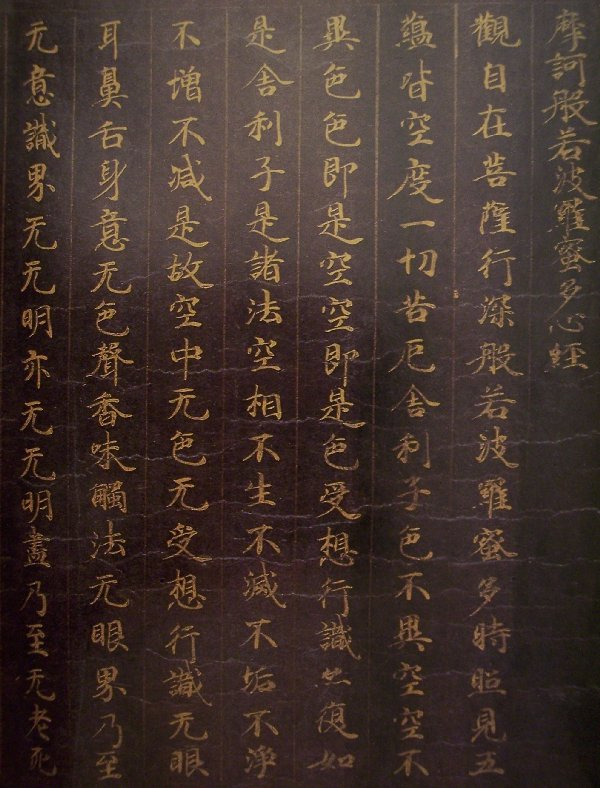 摩訶般若波羅蜜多心經
觀自在菩薩行深般若波羅蜜多時照見五
蘊皆空度一切苦厄舍利子色不異空空不
異色色即是空空即是色受想行識亦復如
是舍利子是諸法空相不生不滅不垢不淨
不增不減是故空中无色无受想行識无眼
耳鼻舌身意无色聲香味觸法无眼界乃至
无意識界无无明亦无无明盡乃至无老死